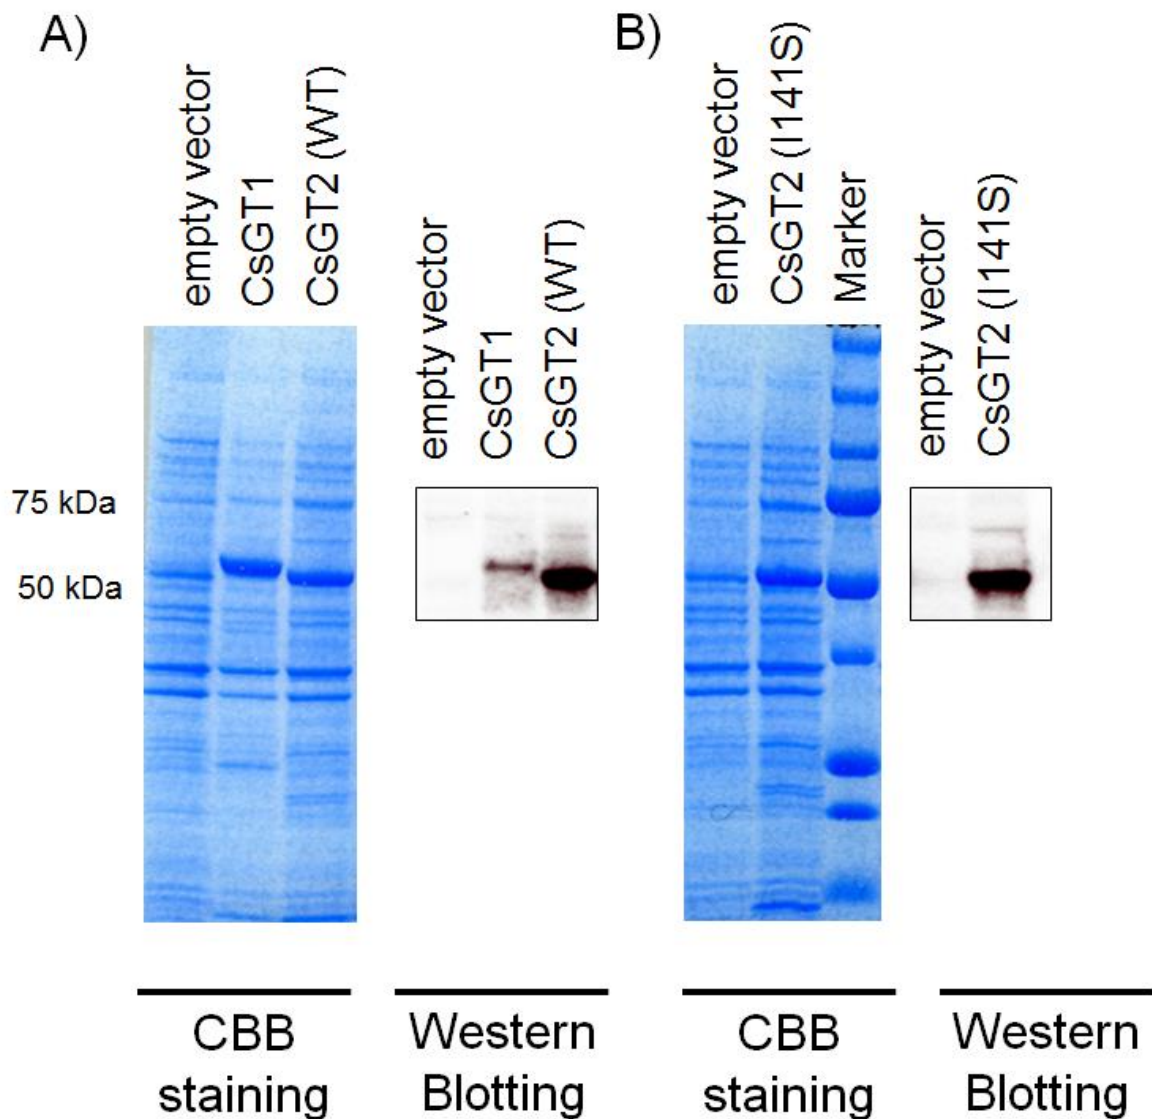 A)
empty vector
CsGT1
CsGT2 (WT)
empty vector
CsGT1
CsGT2 (WT)
75 kDa
50 kDa
CBB
staining
Western
Blotting
B)
empty vector
CsGT2 (I141S)
Marker
empty vector
CsGT2 (I141S)
CBB
staining
Western
Blotting